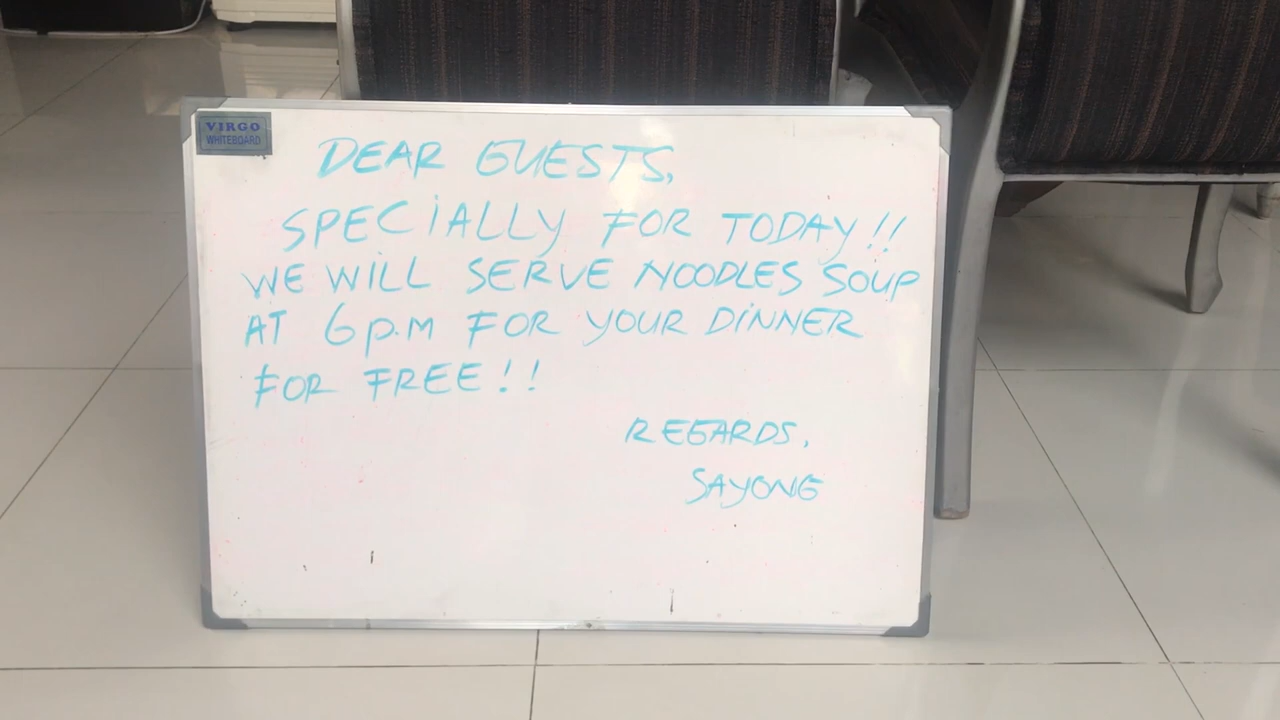 VIRGO
WHITEBOARD
DEAR GUESTS,
SPECiALLY FOR TODAY!!
WE WiLL SERVE NOODLES SOUP
AT 6p.M FOR YOUR DiNNER
FOR FREE!!
REGARDS,
SAYONG